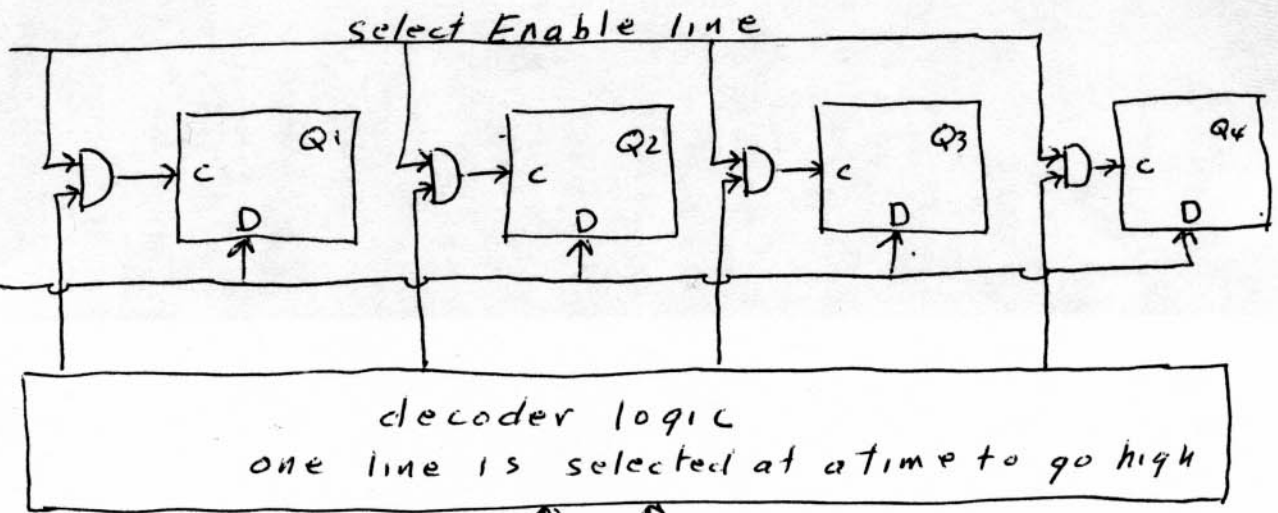 select Enable line
Q1
Q2
Q3
Q4
C
C
C
C
D
D
D
D
decoder logic
one line is selected at a time to go high